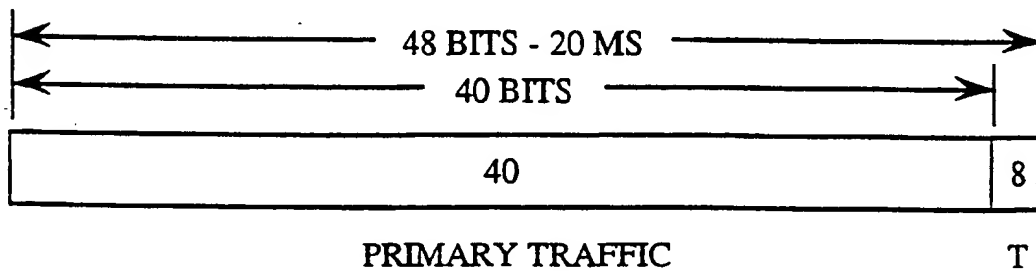 48 BITS - 20 MS
40 BITS
40 8
PRIMARY TRAFFIC T